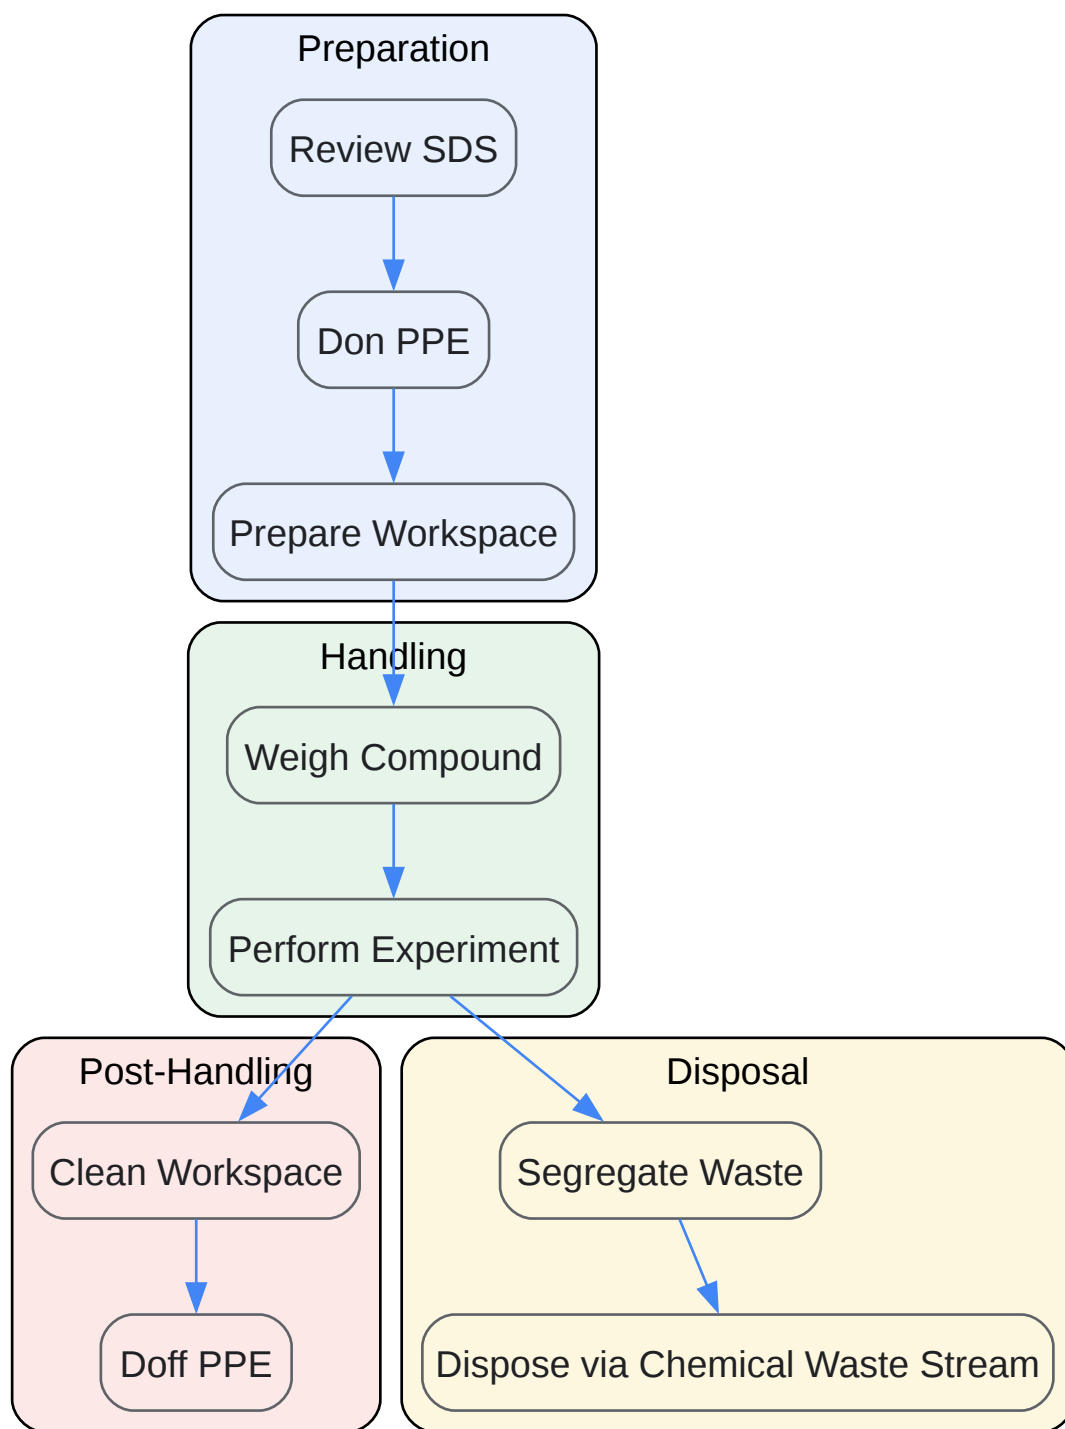 Preparation
Review SDS
Don PPE
Prepare Workspace
Handling
Weigh Compound
Perform Experiment
Post-Handling
Clean Workspace
Doff PPE
Disposal
Segregate Waste
Dispose via Chemical Waste Stream